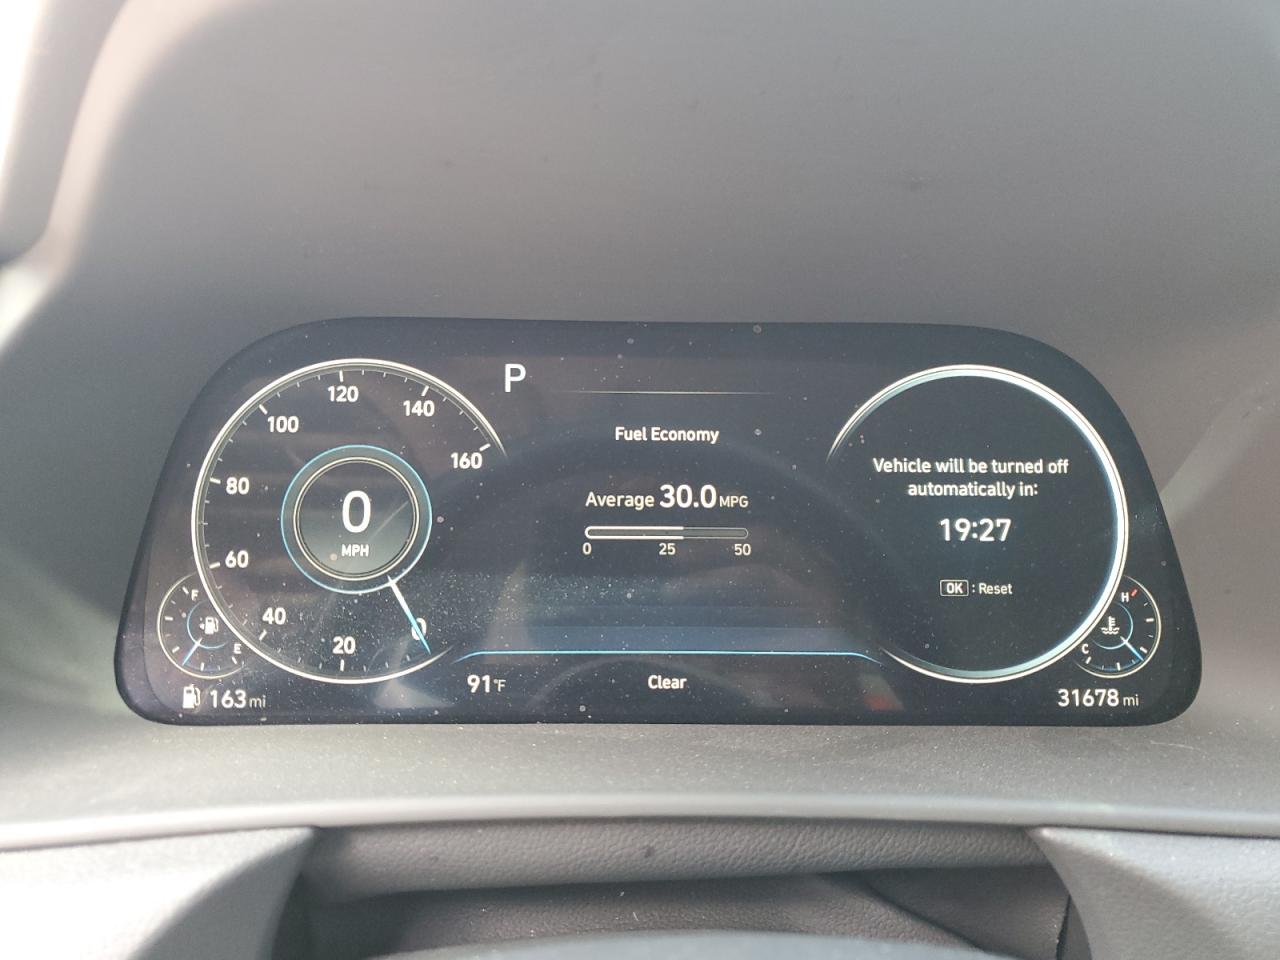 P
120
140
100
160
80
0
MPH
60
40
20
0
F
E
163 mi
Fuel Economy
Average 30.0 MPG
0 25 50
91°F
Clear
Vehicle will be turned off
automatically in:
19:27
OK : Reset
H
C
31678 mi